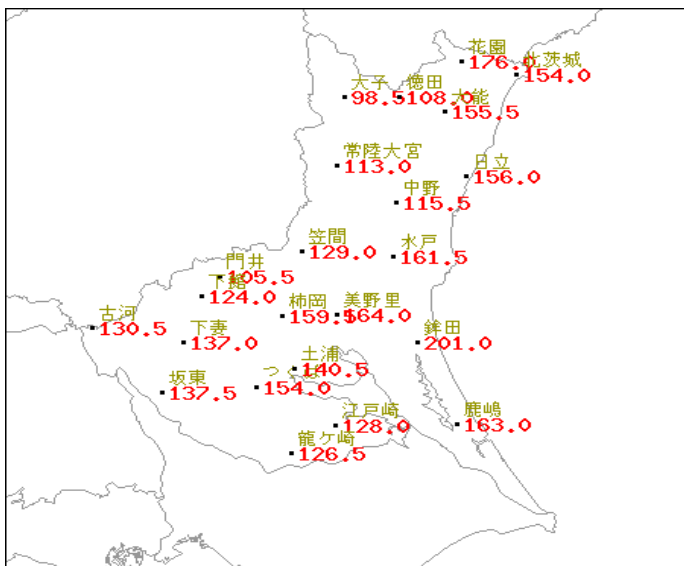 花園
176.0
北茨城
154.0
大子
98.5
徳田
108.0
大能
155.5
常陸大宮
113.0
日立
156.0
中野
115.5
笠間
129.0
水戸
161.5
門井
105.5
下館
124.0
柿岡
159.5
美野里
164.0
古河
130.5
下妻
137.0
鉾田
201.0
土浦
140.5
つくば
154.0
坂東
137.5
江戸崎
128.0
鹿嶋
163.0
龍ケ崎
126.5